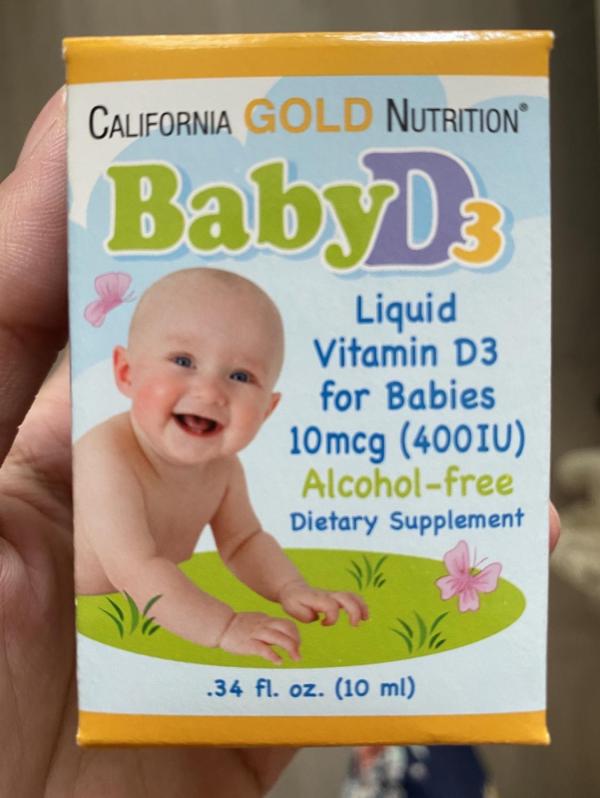 CALIFORNIA GOLD NUTRITION®
BabyD3
Liquid
Vitamin D3
for Babies
10mcg (400IU)
Alcohol-free
Dietary Supplement
.34 fl. oz. (10 ml)